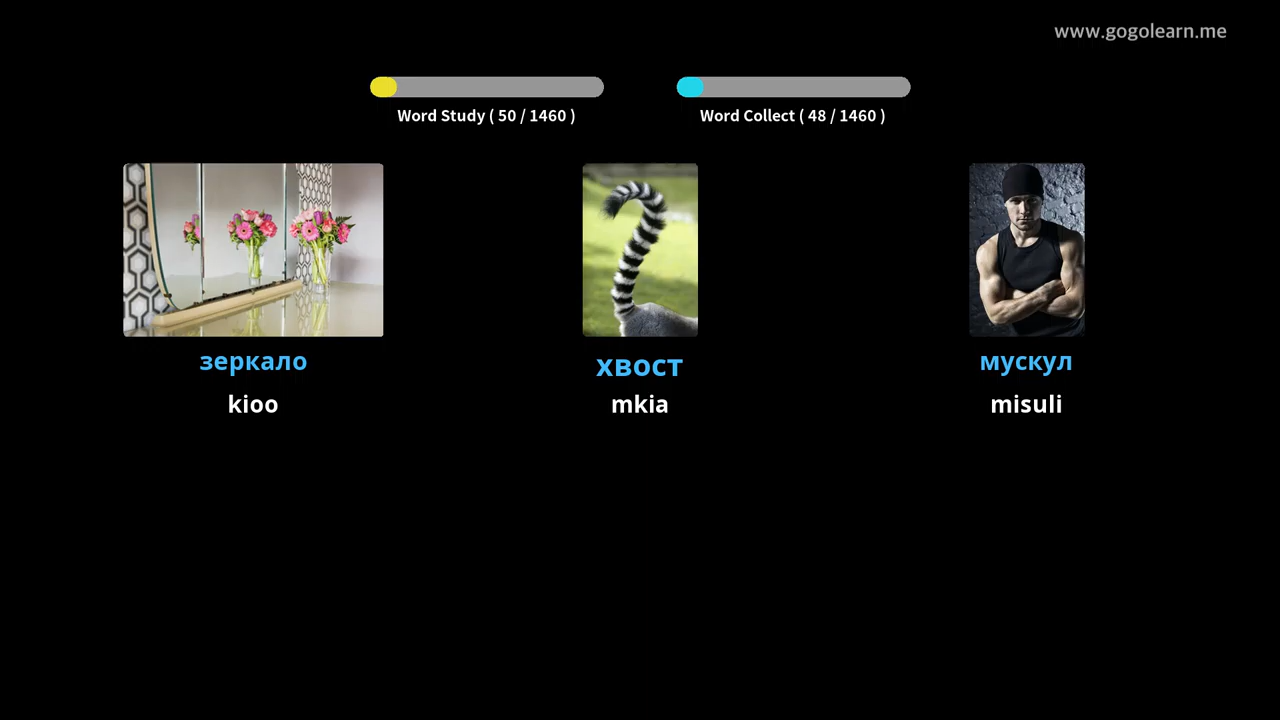 www.gogolearn.me
Word Study ( 50 / 1460 )
Word Collect ( 48 / 1460 )
зеркало
хвост
мускул
kioo
mkia
misuli